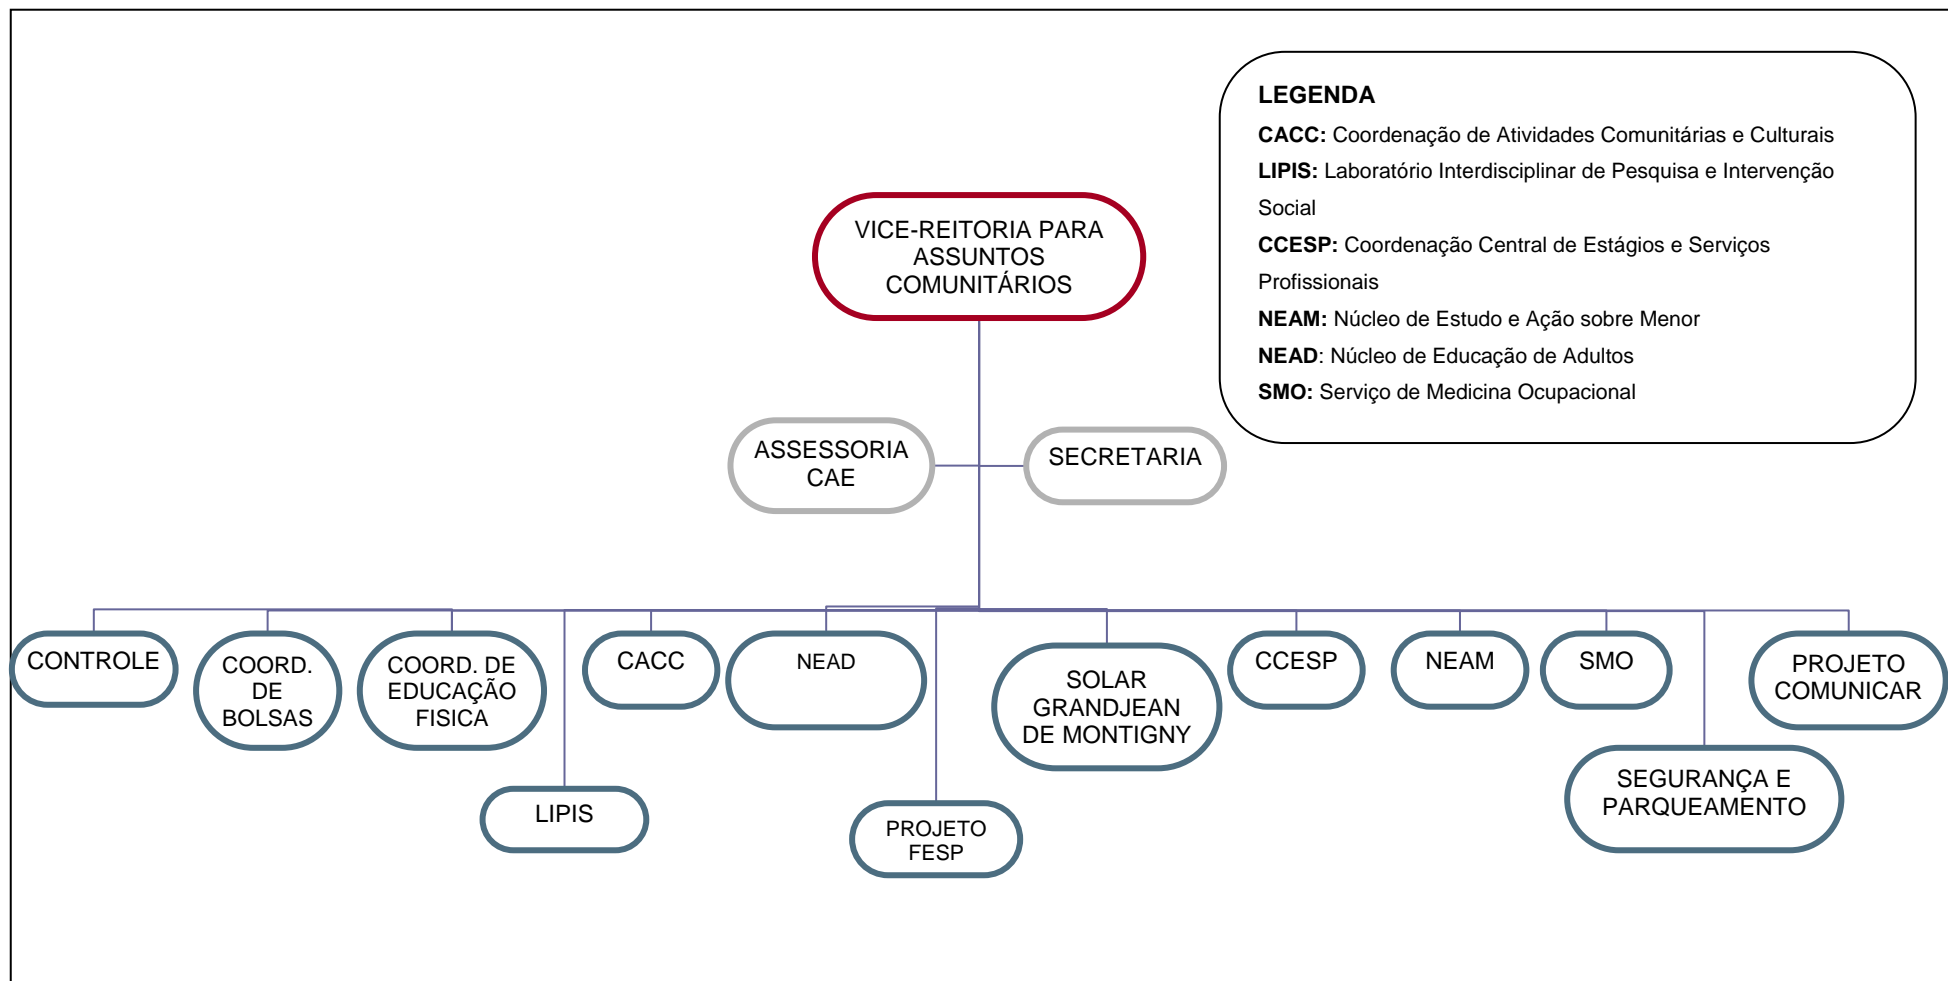 LEGENDA
CACC: Coordenação de Atividades Comunitárias e Culturais
LIPIS: Laboratório Interdisciplinar de Pesquisa e Intervenção
Social
CCESP: Coordenação Central de Estágios e Serviços
Profissionais
NEAM: Núcleo de Estudo e Ação sobre Menor
NEAD: Núcleo de Educação de Adultos
SMO: Serviço de Medicina Ocupacional
VICE-REITORIA PARA
ASSUNTOS
COMUNITÁRIOS
ASSESSORIA
CAE
SECRETARIA
CONTROLE
COORD.
DE
BOLSAS
COORD. DE
EDUCAÇÃO
FISICA
CACC
NEAD
SOLAR
GRANDJEAN
DE MONTIGNY
CCESP
NEAM
SMO
PROJETO
COMUNICAR
LIPIS
PROJETO
FESP
SEGURANÇA E
PARQUEAMENTO